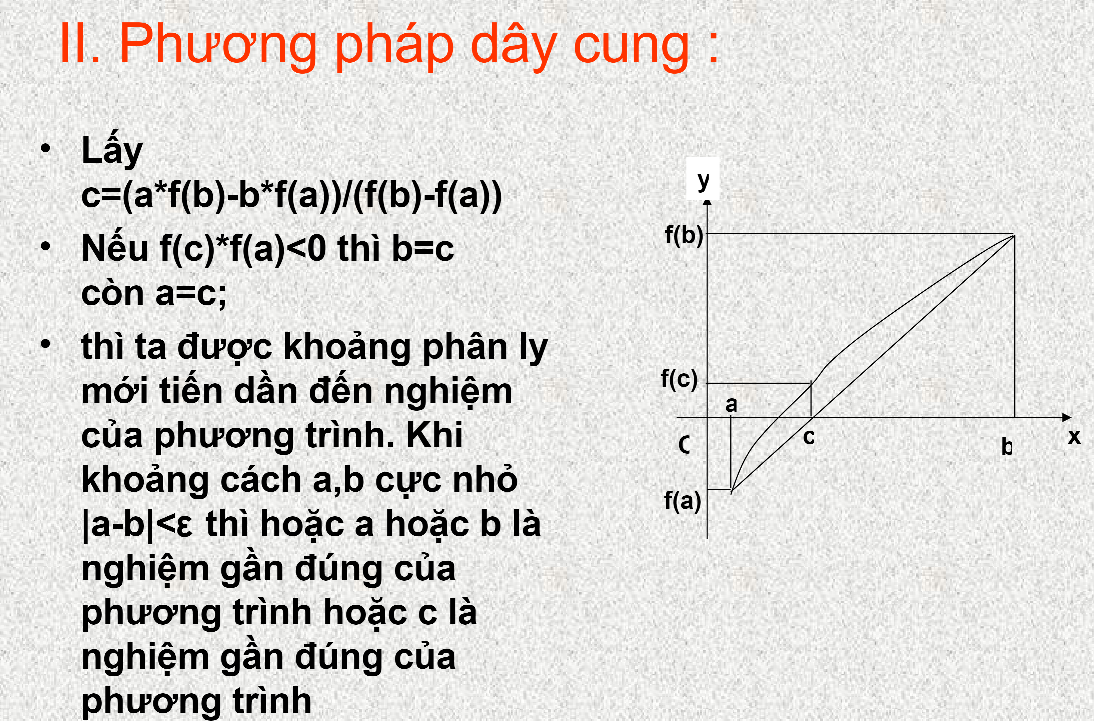 II. Phương pháp dây cung :
• Lấy
c=(a*f(b)-b*f(a))/(f(b)-f(a))
• Nếu f(c)*f(a)<0 thì b=c
còn a=c;
• thì ta được khoảng phân ly
mới tiến dần đến nghiệm
của phương trình. Khi
khoảng cách a,b cực nhỏ
|a-b|<ε thì hoặc a hoặc b là
nghiệm gần đúng của
phương trình hoặc c là
nghiệm gần đúng của
phương trình
y
f(b)
f(c)
a
c
b
x
f(a)